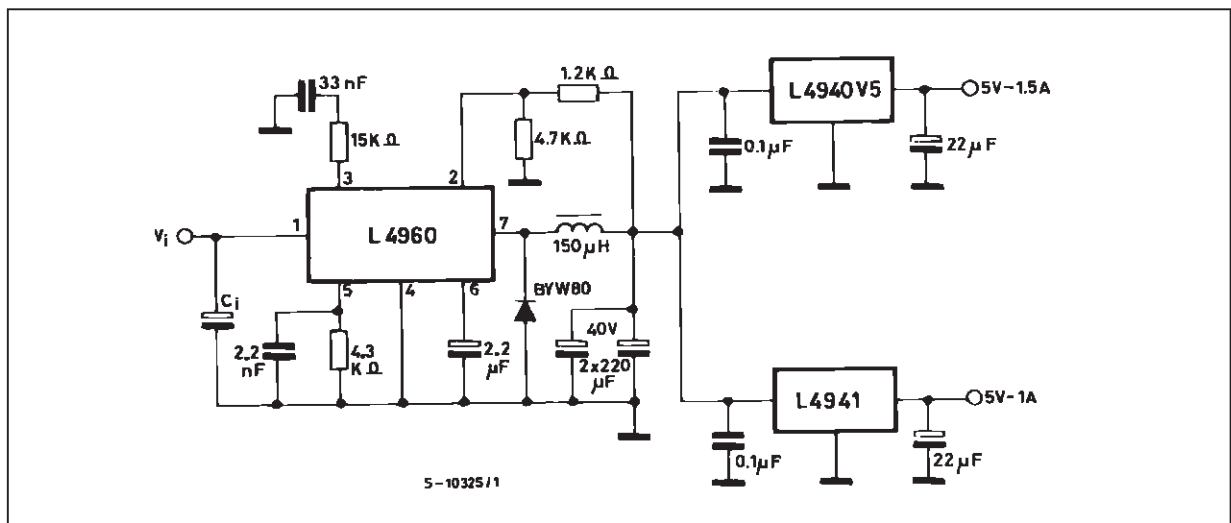 33 nF
15K Ω
3
1.2K Ω
2
4.7K Ω
L4940V5
5V-1.5A
0.1μF
22μF
Vi
1
L4960
7
150μH
5
4
6
Ci
2.2
nF
4.3
KΩ
2.2
μF
BYW80
40V
2x220
μF
L4941
5V-1A
0.1μF
22μF
5-10325/1